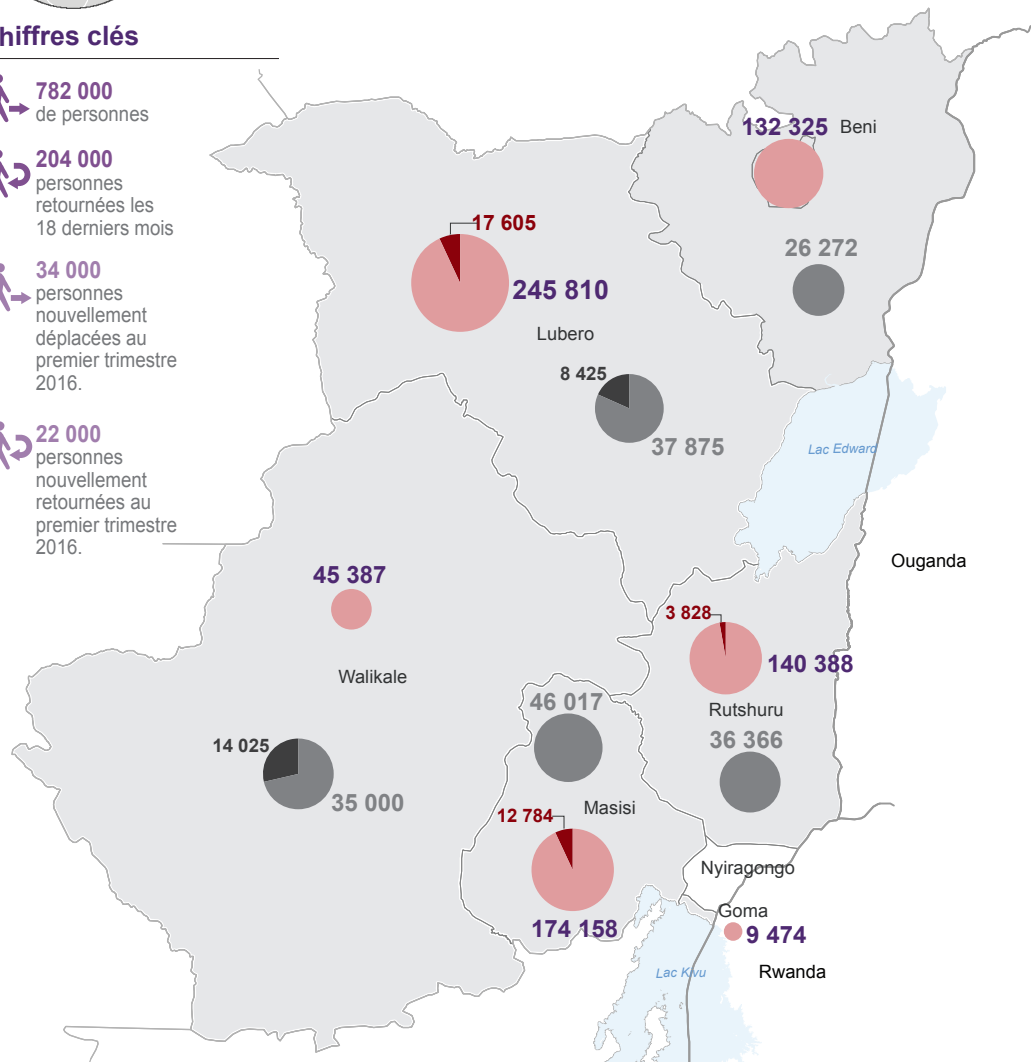 hiffres clés
782 000
de personnes
204 000
personnes
retournées les
18 derniers mois
34 000
personnes
nouvellement
déplacées au
premier trimestre
2016.
22 000
personnes
nouvellement
retournées au
premier trimestre
2016.
132 325
Beni
26 272
17 605
245 810
Lubero
8 425
37 875
Lac Edward
Ouganda
45 387
Walikale
14 025
35 000
3 828
140 388
Rutshuru
36 366
46 017
Masisi
12 784
174 158
Nyiragongo
Goma
9 474
Lac Kivu
Rwanda